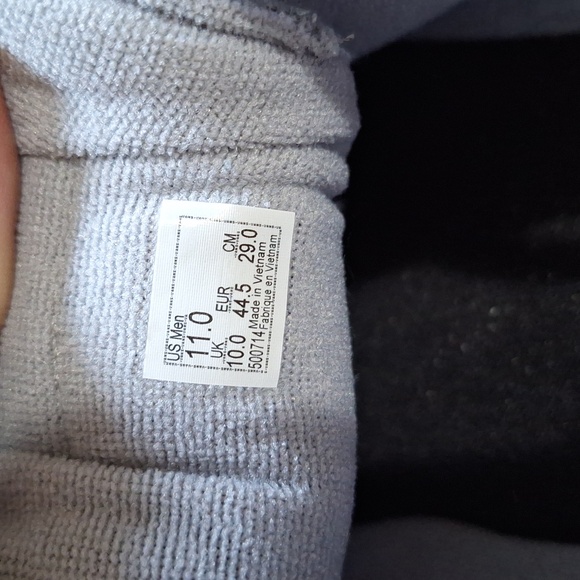 US Men
11.0
UK EUR CM
10.0 44.5 29.0
500714 Made in Vietnam
Fabrique en Vietnam